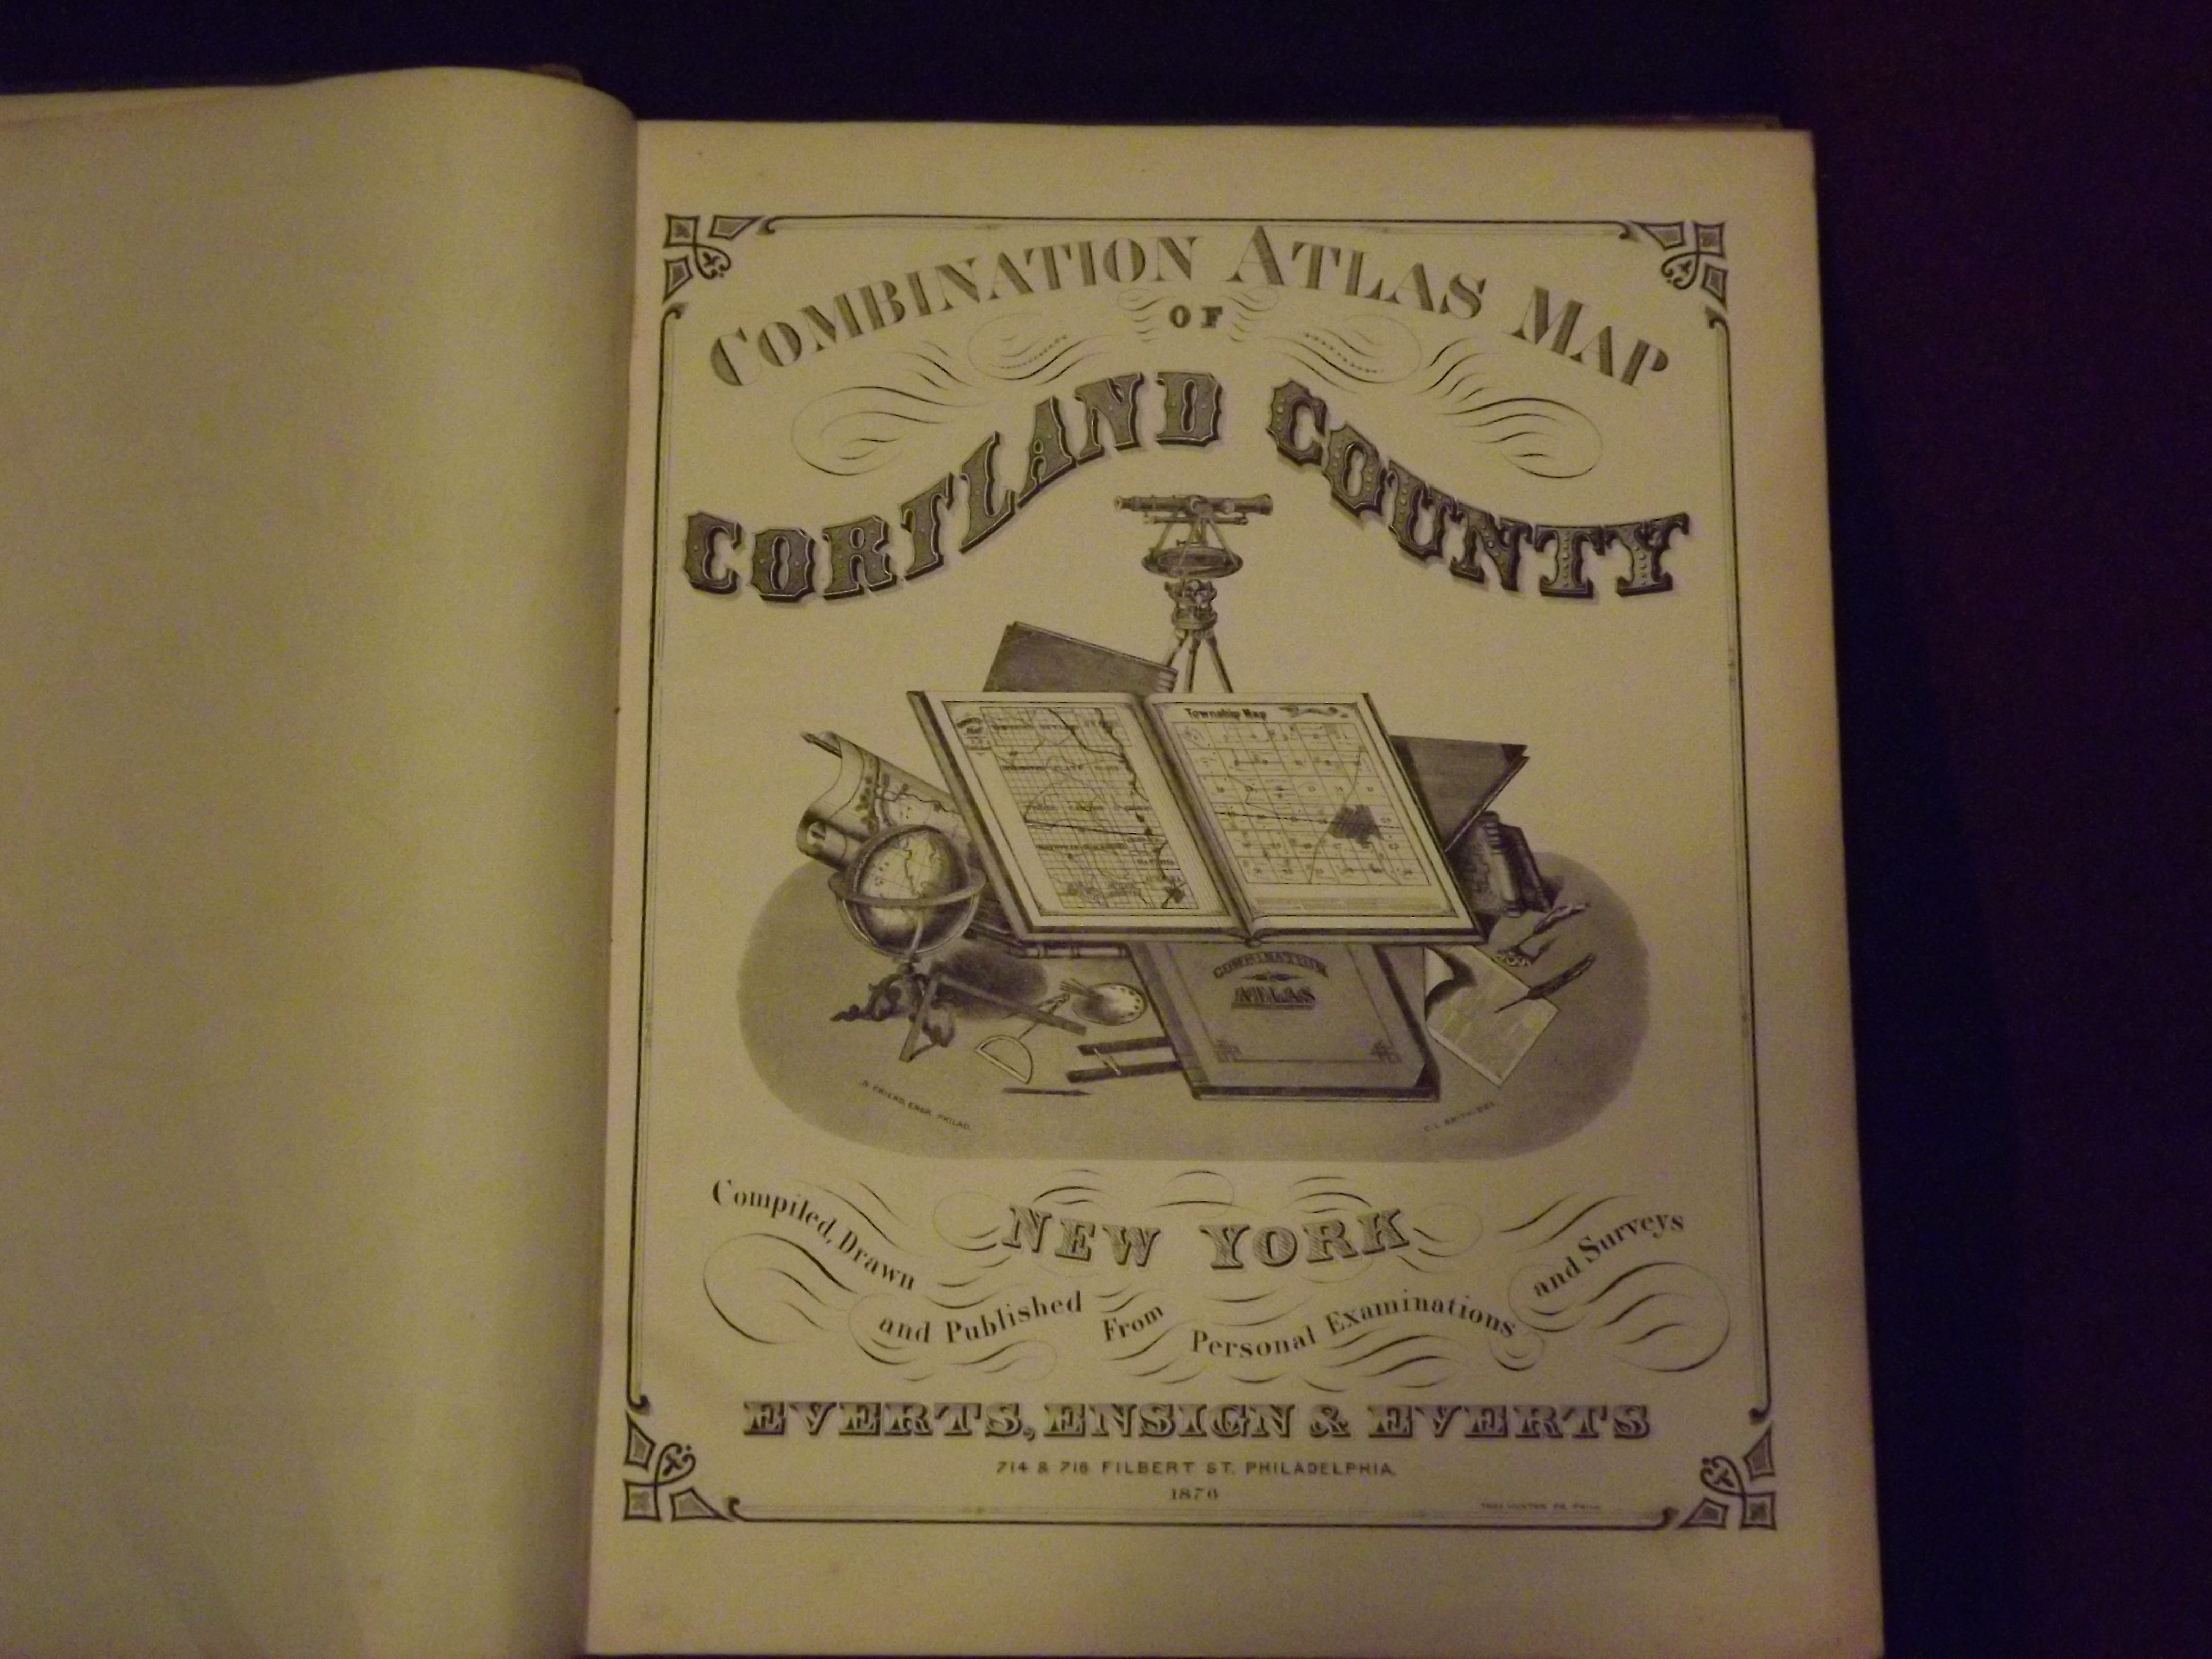 COMBINATION ATLAS MAP
OF
CORTLAND COUNTY
Township Map
COMBINATION
ATLAS
NEW YORK
Compiled, Drawn
and Published
From
Personal Examinations
and Surveys
EVERTS, ENSIGN & EVERTS
714 & 716 FILBERT ST. PHILADELPHIA.
1876